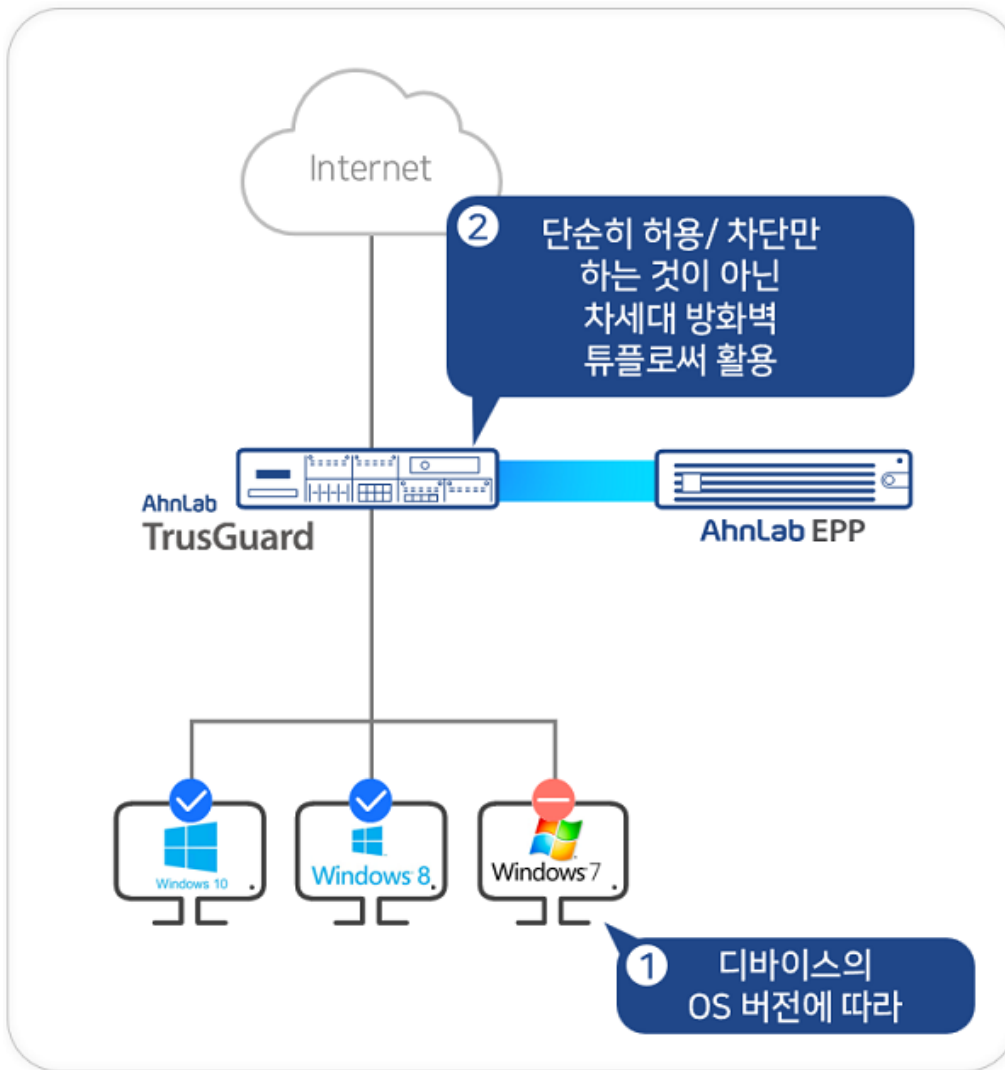 Internet
2
단순히 허용/ 차단만
하는 것이 아닌
차세대 방화벽
튜플로써 활용
AhnLab
TrusGuard
AhnLab EPP
Windows 10
Windows 8
Windows 7
1
디바이스의
OS 버전에 따라